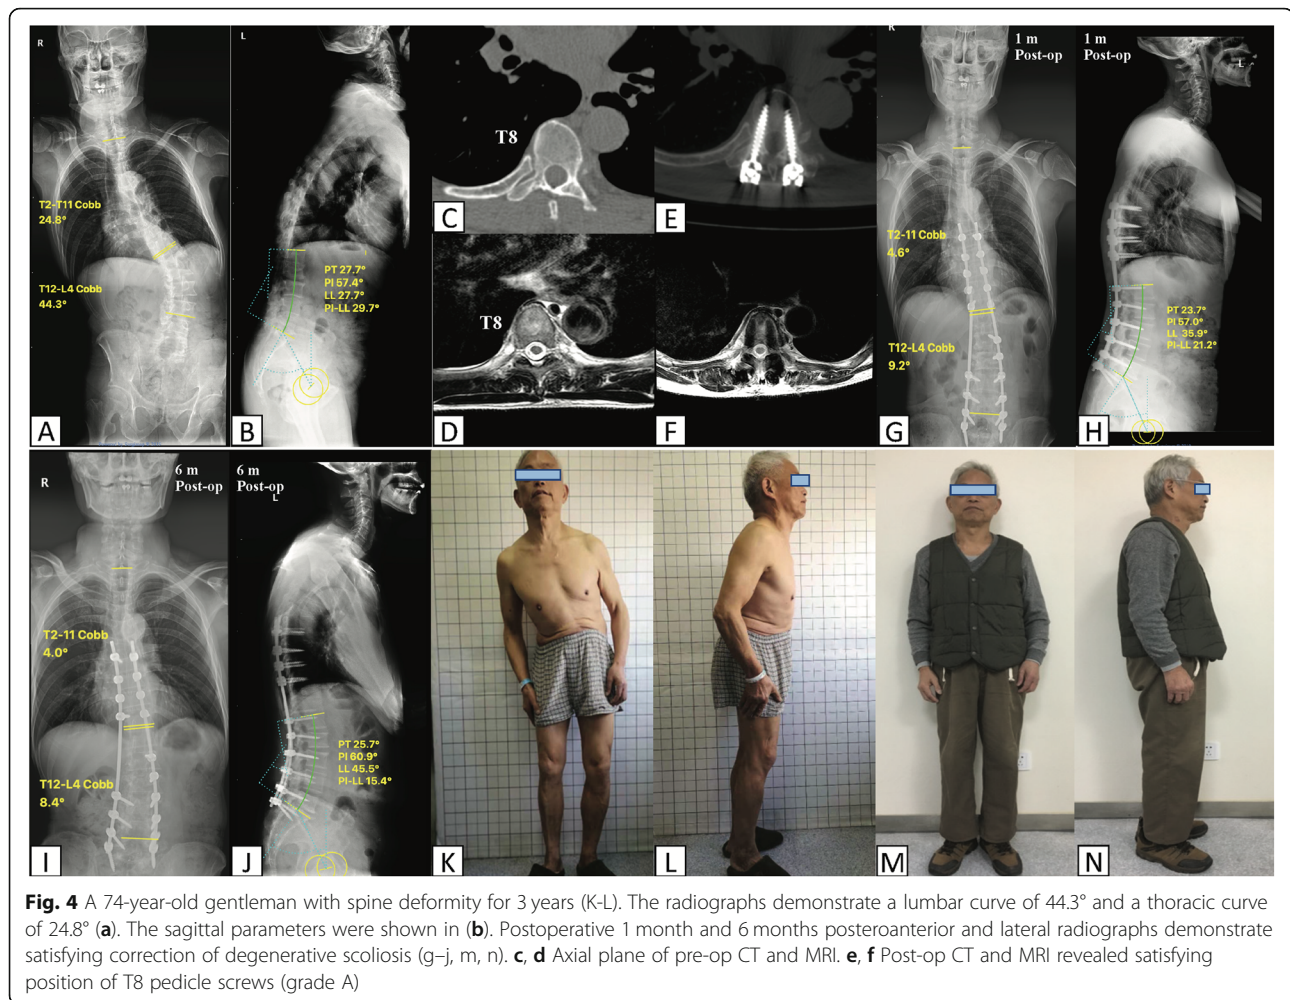 R
T2-T11 Cobb
24.8°
T12-L4 Cobb
44.3°
A
L
PT 27.7°
PI 57.4°
LL 27.7°
PI-LL 29.7°
B
T8
C
T8
D
E
F
R
1 m
Post-op
T2-11 Cobb
4.6°
T12-L4 Cobb
9.2°
G
1 m
Post-op
L
PT 23.7°
PI 57.0°
LL 35.9°
PI-LL 21.2°
H
R
6 m
Post-op
T2-11 Cobb
4.0°
T12-L4 Cobb
8.4°
I
6 m
Post-op
L
PT 25.7°
PI 60.9°
LL 45.5°
PI-LL 15.4°
J
K
L
M
N
Fig. 4 A 74-year-old gentleman with spine deformity for 3 years (K-L). The radiographs demonstrate a lumbar curve of 44.3° and a thoracic curve
of 24.8° (a). The sagittal parameters were shown in (b). Postoperative 1 month and 6 months posteroanterior and lateral radiographs demonstrate
satisfying correction of degenerative scoliosis (g–j, m, n). c, d Axial plane of pre-op CT and MRI. e, f Post-op CT and MRI revealed satisfying
position of T8 pedicle screws (grade A)